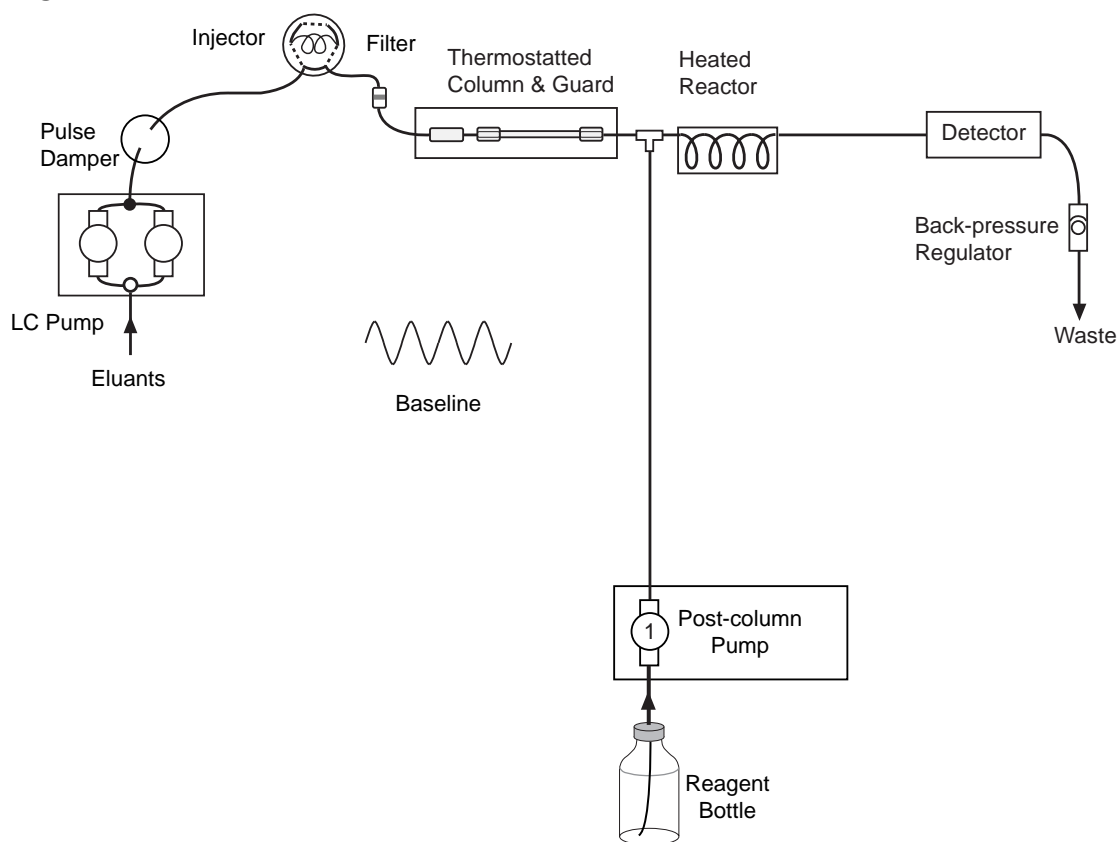 Injector
Filter
Thermostatted
Column & Guard
Heated
Reactor
Pulse
Damper
Detector
Back-pressure
Regulator
LC Pump
Waste
Eluants
Baseline
1
Post-column
Pump
Reagent
Bottle